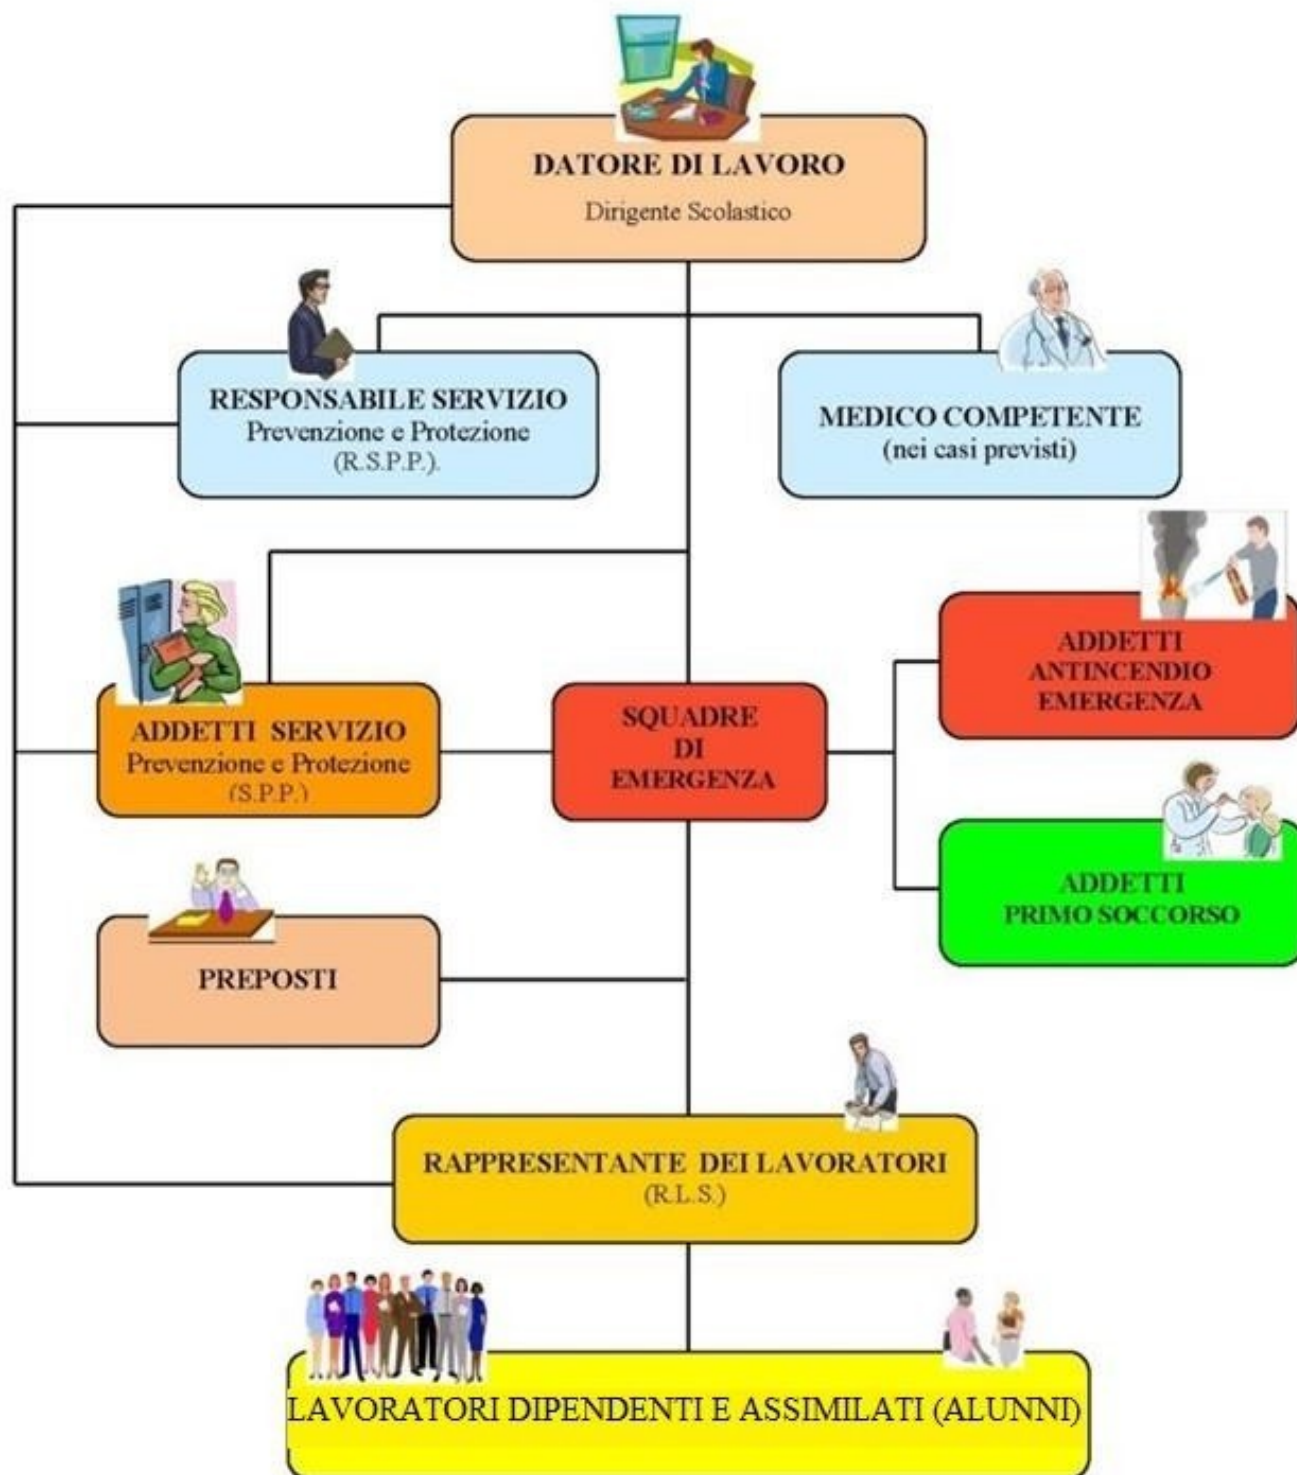 DATORE DI LAVORO
Dirigente Scolastico
RESPONSABILE SERVIZIO
Prevenzione e Protezione
(R.S.P.P.).
MEDICO COMPETENTE
(nei casi previsti)
ADDETTI
ANTINCENDIO
EMERGENZA
ADDETTI SERVIZIO
Prevenzione e Protezione
(S.P.P.)
SQUADRE
DI
EMERGENZA
ADDETTI
PRIMO SOCCORSO
PREPOSTI
RAPPRESENTANTE DEI LAVORATORI
(R.L.S.)
LAVORATORI DIPENDENTI E ASSIMILATI (ALUNNI)